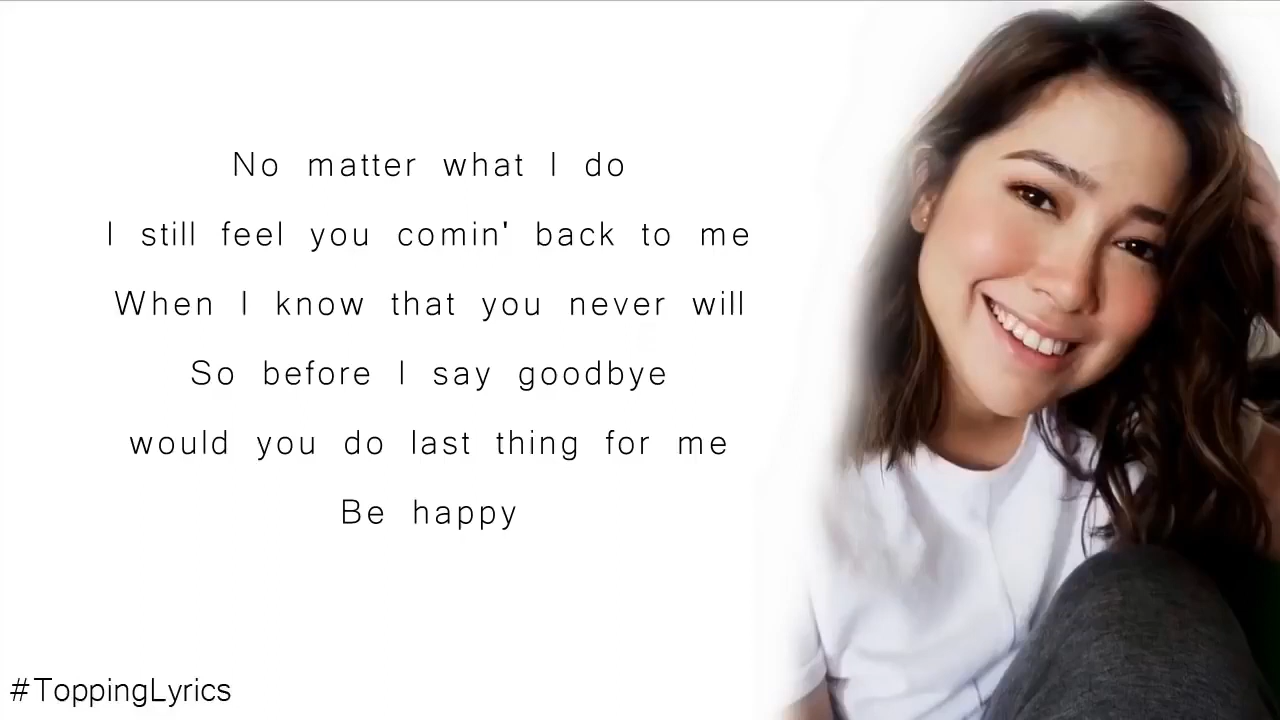 No matter what I do
I still feel you comin' back to me
When I know that you never will
So before I say goodbye
would you do last thing for me
Be happy
#ToppingLyrics